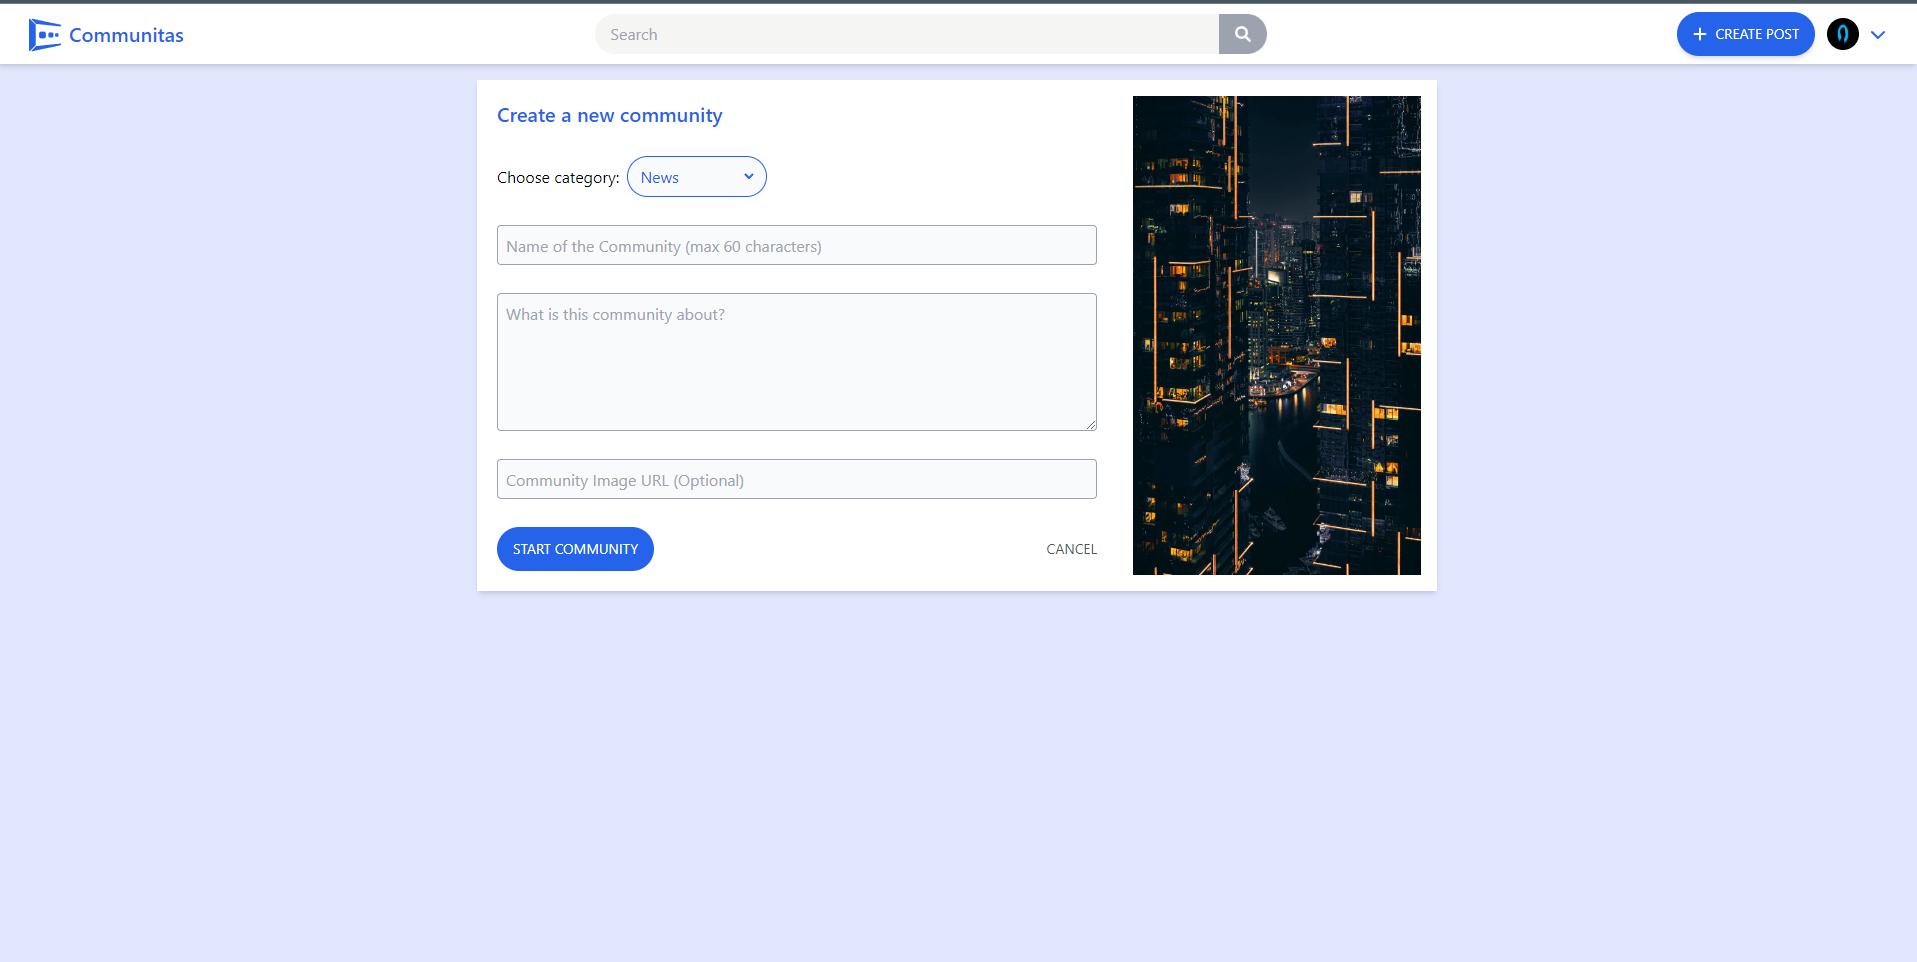 Communitas
Search
CREATE POST
Create a new community
Choose category: News
Name of the Community (max 60 characters)
What is this community about?
Community Image URL (Optional)
START COMMUNITY
CANCEL